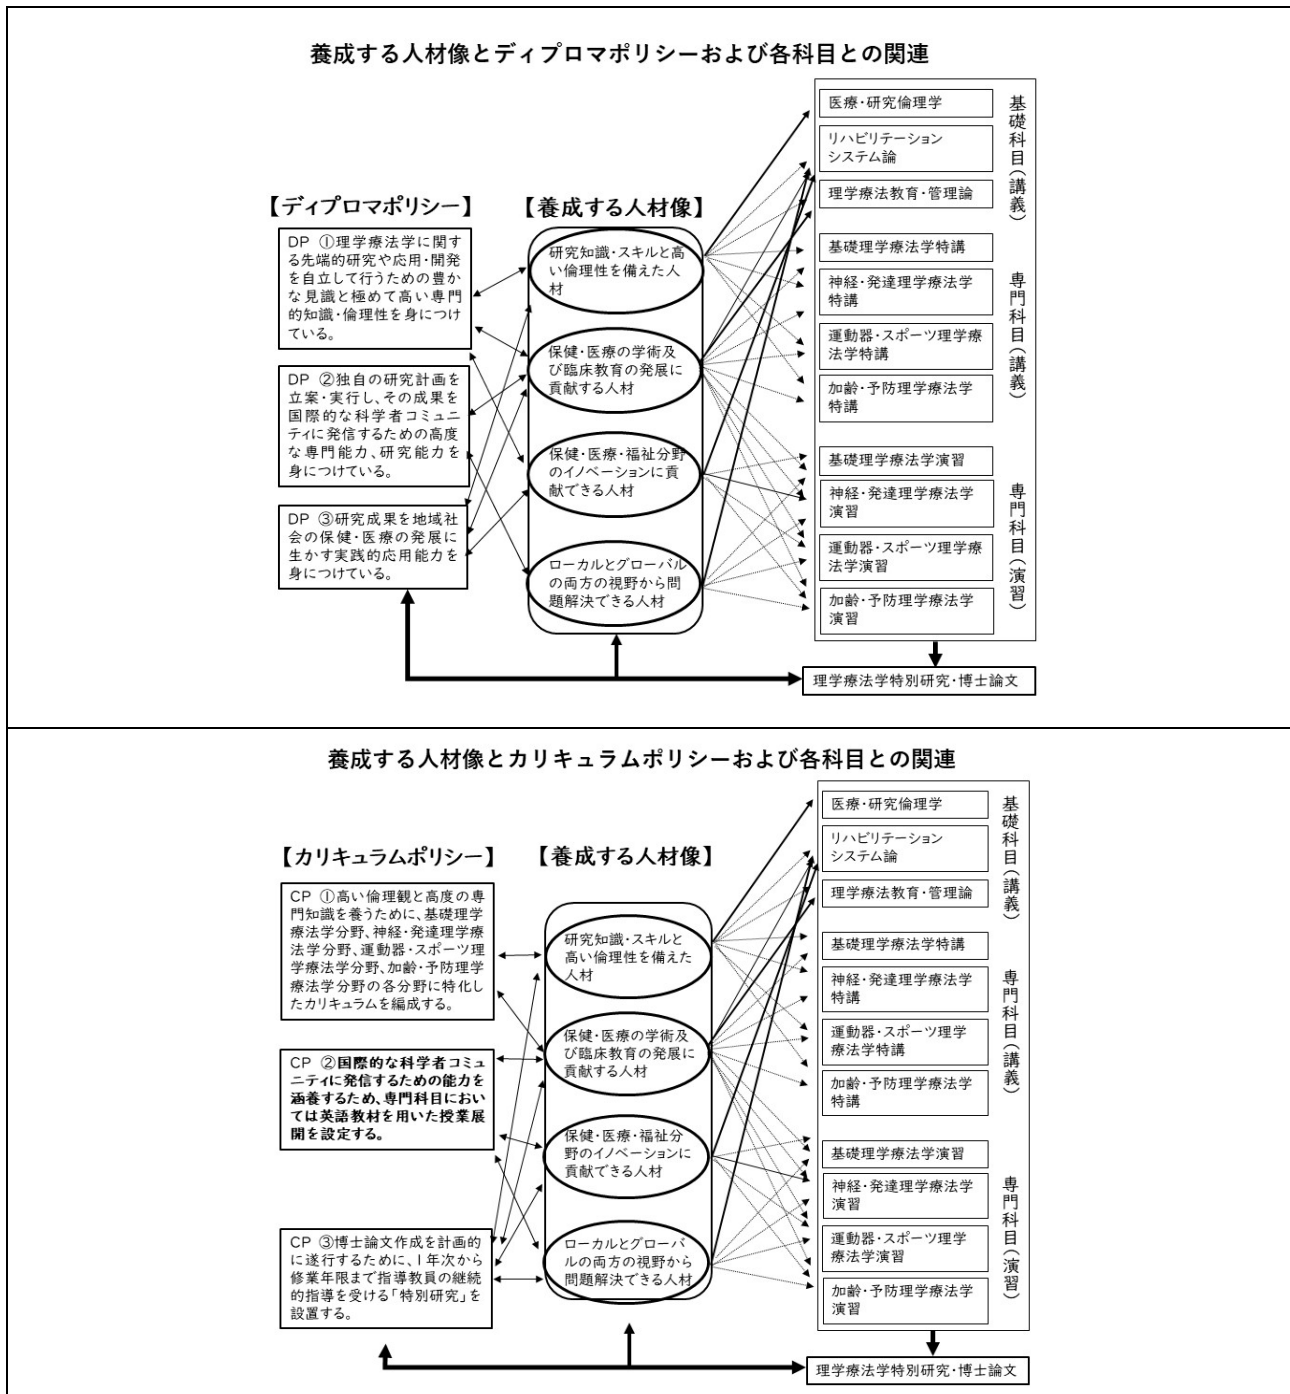 養成する人材像とディプロマポリシーおよび各科目との関連
【ディプロマポリシー】
DP ①理学療法学に関す
る先端的研究や応用・開発
を自立して行うための豊か
な見識と極めて高い専門
的知識・倫理性を身につけ
ている。
DP ②独自の研究計画を
立案・実行し、その成果を
国際的な科学者コミュニ
ティに発信するための高度
な専門能力、研究能力を
身につけている。
DP ③研究成果を地域社
会の保健・医療の発展に
生かす実践的応用能力を
身につけている。
【養成する人材像】
研究知識・スキルと高
い倫理性を備えた人
材
保健・医療の学術及
び臨床教育の発展に
貢献する人材
保健・医療・福祉分野
のイノベーションに貢
献できる人材
ローカルとグローバル
の両方の視野から問
題解決できる人材
医療・研究倫理学
リハビリテーション
システム論
理学療法教育・管理論
基礎科目(講義)
基礎理学療法学特講
神経・発達理学療法学
特講
運動器・スポーツ理学療
法学特講
加齢・予防理学療法学
特講
専門科目(講義)
基礎理学療法学演習
神経・発達理学療法学
演習
運動器・スポーツ理学療
法学演習
加齢・予防理学療法学
演習
専門科目(演習)
理学療法学特別研究・博士論文
養成する人材像とカリキュラムポリシーおよび各科目との関連
【カリキュラムポリシー】
CP ①高い倫理観と高度の専
門知識を養うために、基礎理学
療法学分野、神経・発達理学療
法学分野、運動器・スポーツ理
学療法学分野、加齢・予防理学
療法学分野の各分野に特化し
たカリキュラムを編成する。
CP ②国際的な科学者コミュ
ニティに発信するための能力を
涵養するため、専門科目におい
ては英語教材を用いた授業展
開を設定する。
CP ③博士論文作成を計画的
に遂行するために、1年次から
修業年限まで指導教員の継続
的指導を受ける「特別研究」を
設置する。
【養成する人材像】
研究知識・スキルと
高い倫理性を備えた
人材
保健・医療の学術及
び臨床教育の発展に
貢献する人材
保健・医療・福祉分
野のイノベーションに
貢献できる人材
ローカルとグローバ
ルの両方の視野から
問題解決できる人材
医療・研究倫理学
リハビリテーション
システム論
理学療法教育・管理論
基礎科目(講義)
基礎理学療法学特講
神経・発達理学療法学
特講
運動器・スポーツ理学
療法学特講
加齢・予防理学療法学
特講
専門科目(講義)
基礎理学療法学演習
神経・発達理学療法学
演習
運動器・スポーツ理学
療法学演習
加齢・予防理学療法学
演習
専門科目(演習)
理学療法学特別研究・博士論文